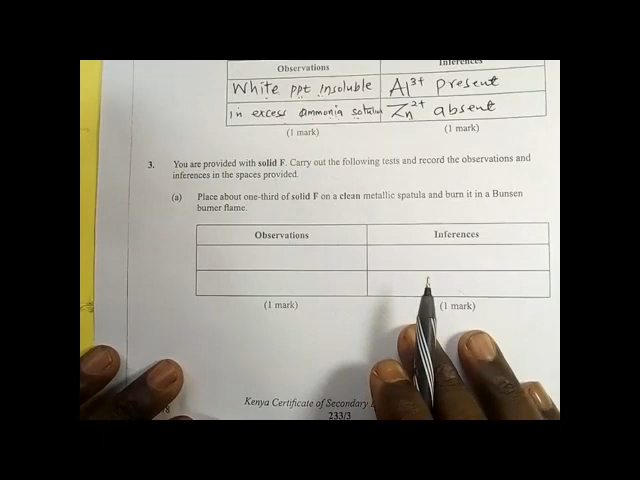 Observations
Inferences
White ppt insoluble
Al3+ present
in excess ammonia solution
Zn2+ absent
(1 mark)
(1 mark)
3. You are provided with solid F. Carry out the following tests and record the observations and
inferences in the spaces provided.
(a) Place about one-third of solid F on a clean metallic spatula and burn it in a Bunsen
burner flame.
Observations
Inferences
(1 mark)
(1 mark)
Kenya Certificate of Secondary
233/3